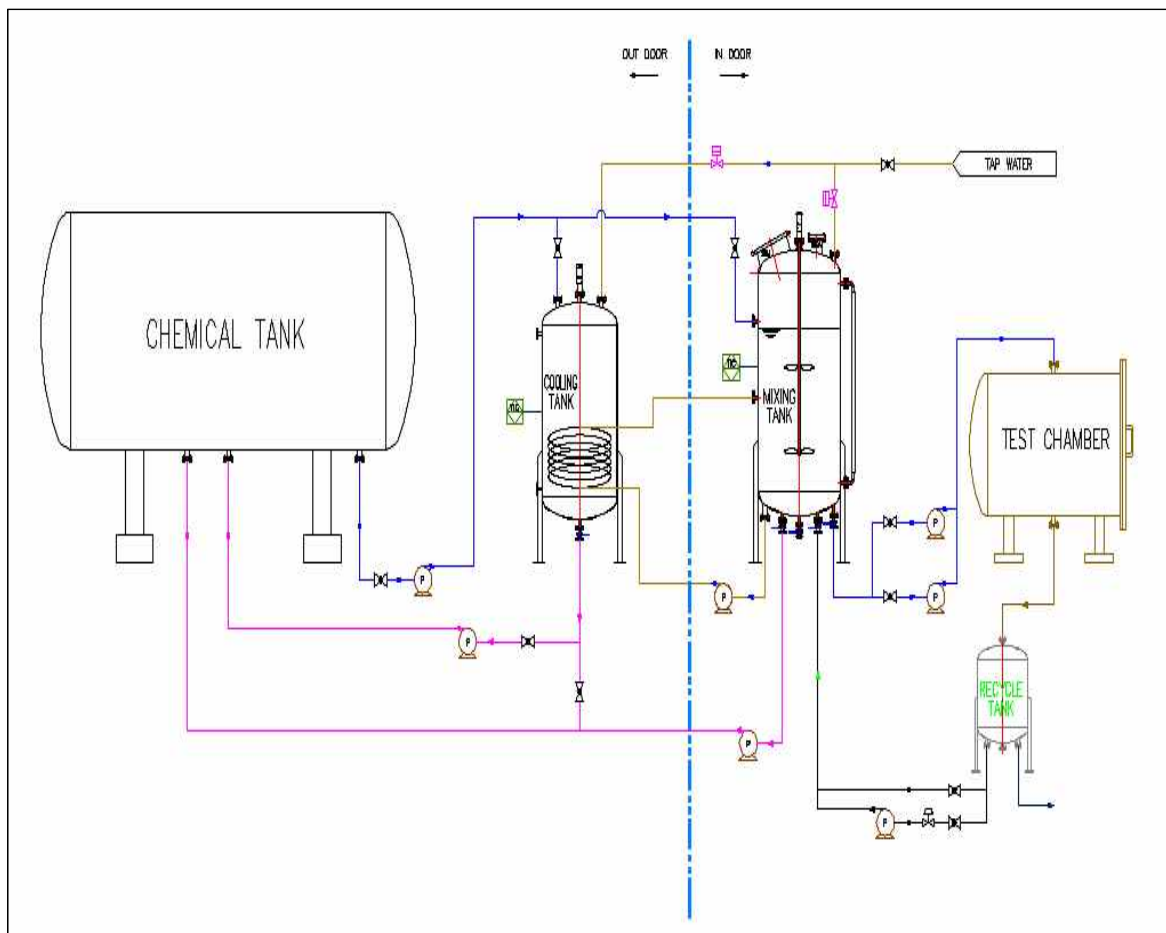 OUT DOOR
IN DOOR
TAP WATER
CHEMICAL TANK
COOLING
TANK
MIXING
TANK
TEST CHAMBER
P
P
P
P
P
P
P
RECYCLE
TANK